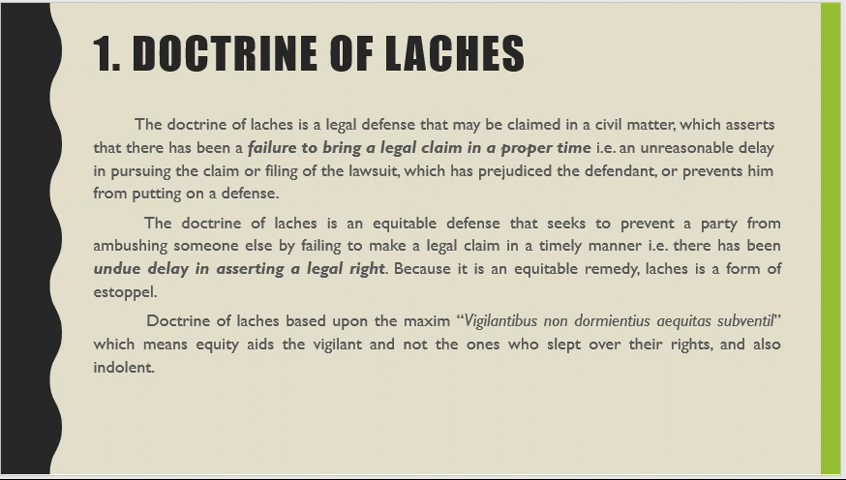 1. DOCTRINE OF LACHES
The doctrine of laches is a legal defense that may be claimed in a civil matter, which asserts
that there has been a failure to bring a legal claim in a proper time i.e. an unreasonable delay
in pursuing the claim or filing of the lawsuit, which has prejudiced the defendant, or prevents him
from putting on a defense.
The doctrine of laches is an equitable defense that seeks to prevent a party from
ambushing someone else by failing to make a legal claim in a timely manner i.e. there has been
undue delay in asserting a legal right. Because it is an equitable remedy, laches is a form of
estoppel.
Doctrine of laches based upon the maxim “Vigilantibus non dormientius aequitas subventil”
which means equity aids the vigilant and not the ones who slept over their rights, and also
indolent.